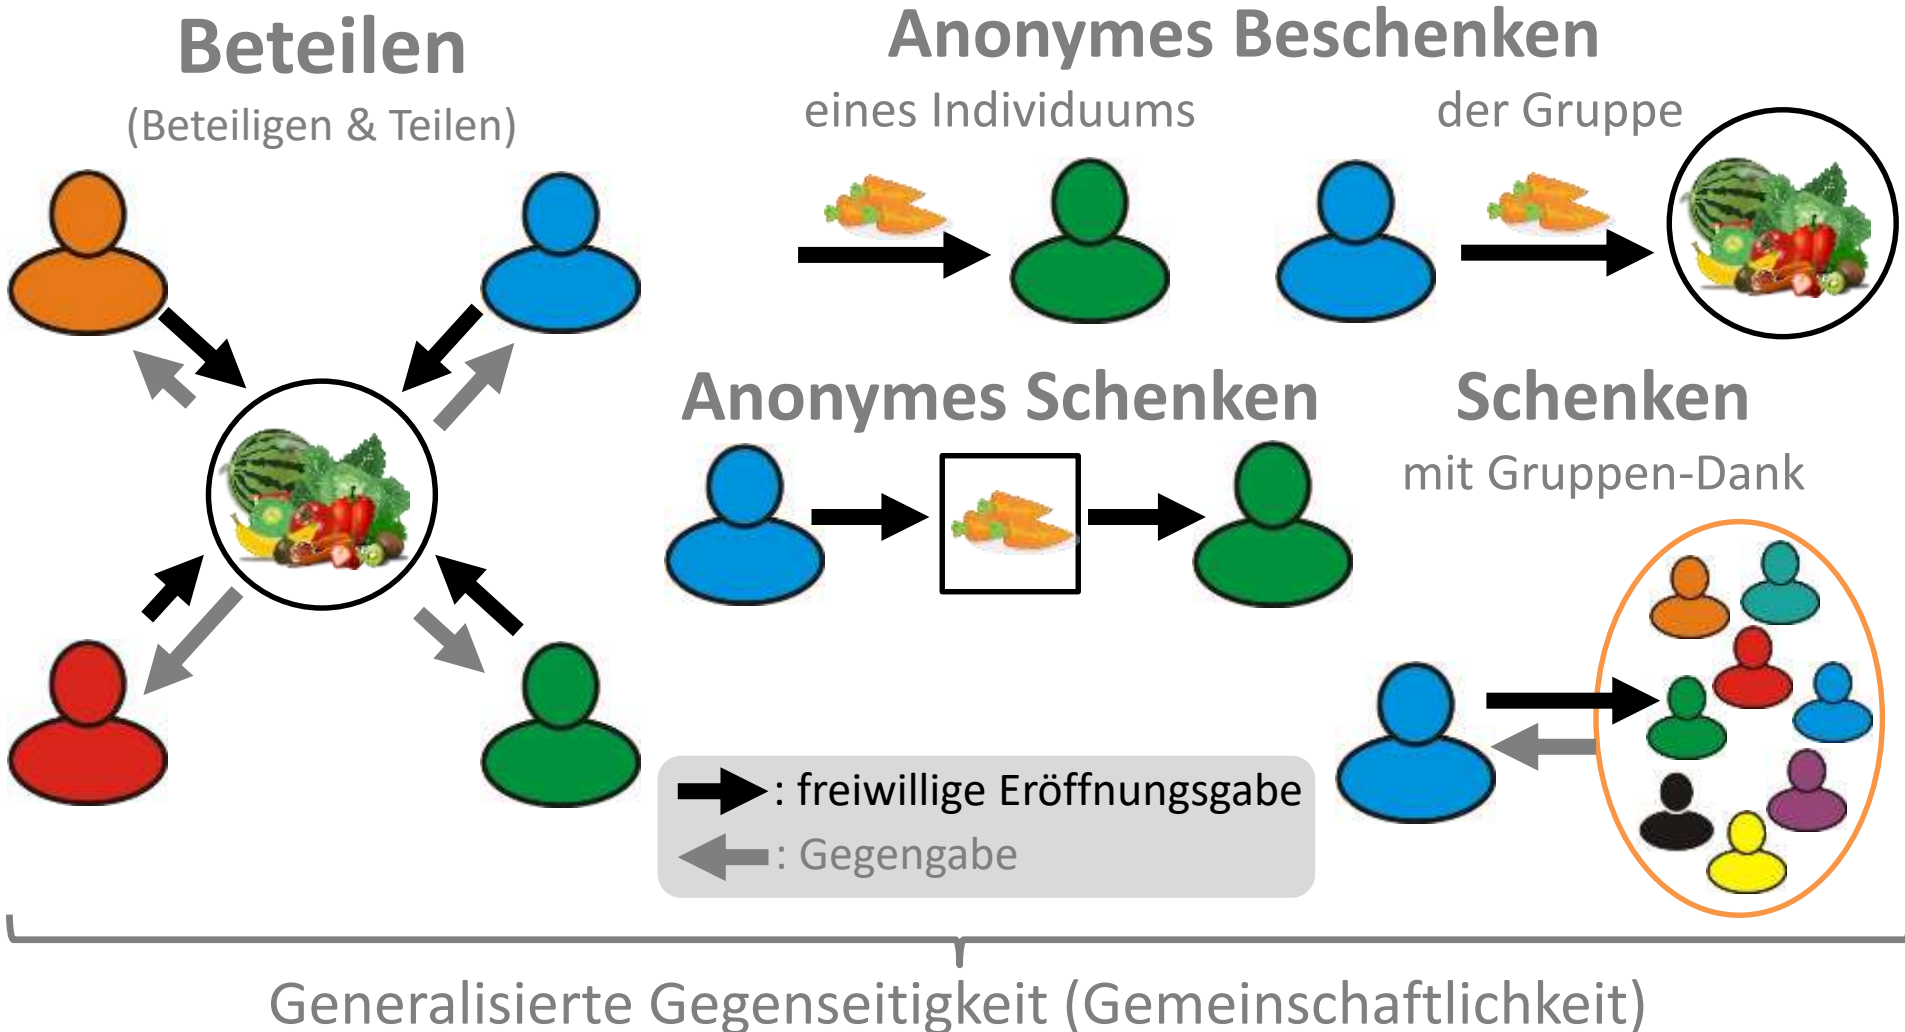 Beteilen
(Beteiligen & Teilen)
Anonymes Beschenken
eines Individuums
der Gruppe
Anonymes Schenken
Schenken
mit Gruppen-Dank
: freiwillige Eröffnungsgabe
: Gegengabe
Generalisierte Gegenseitigkeit (Gemeinschaftlichkeit)